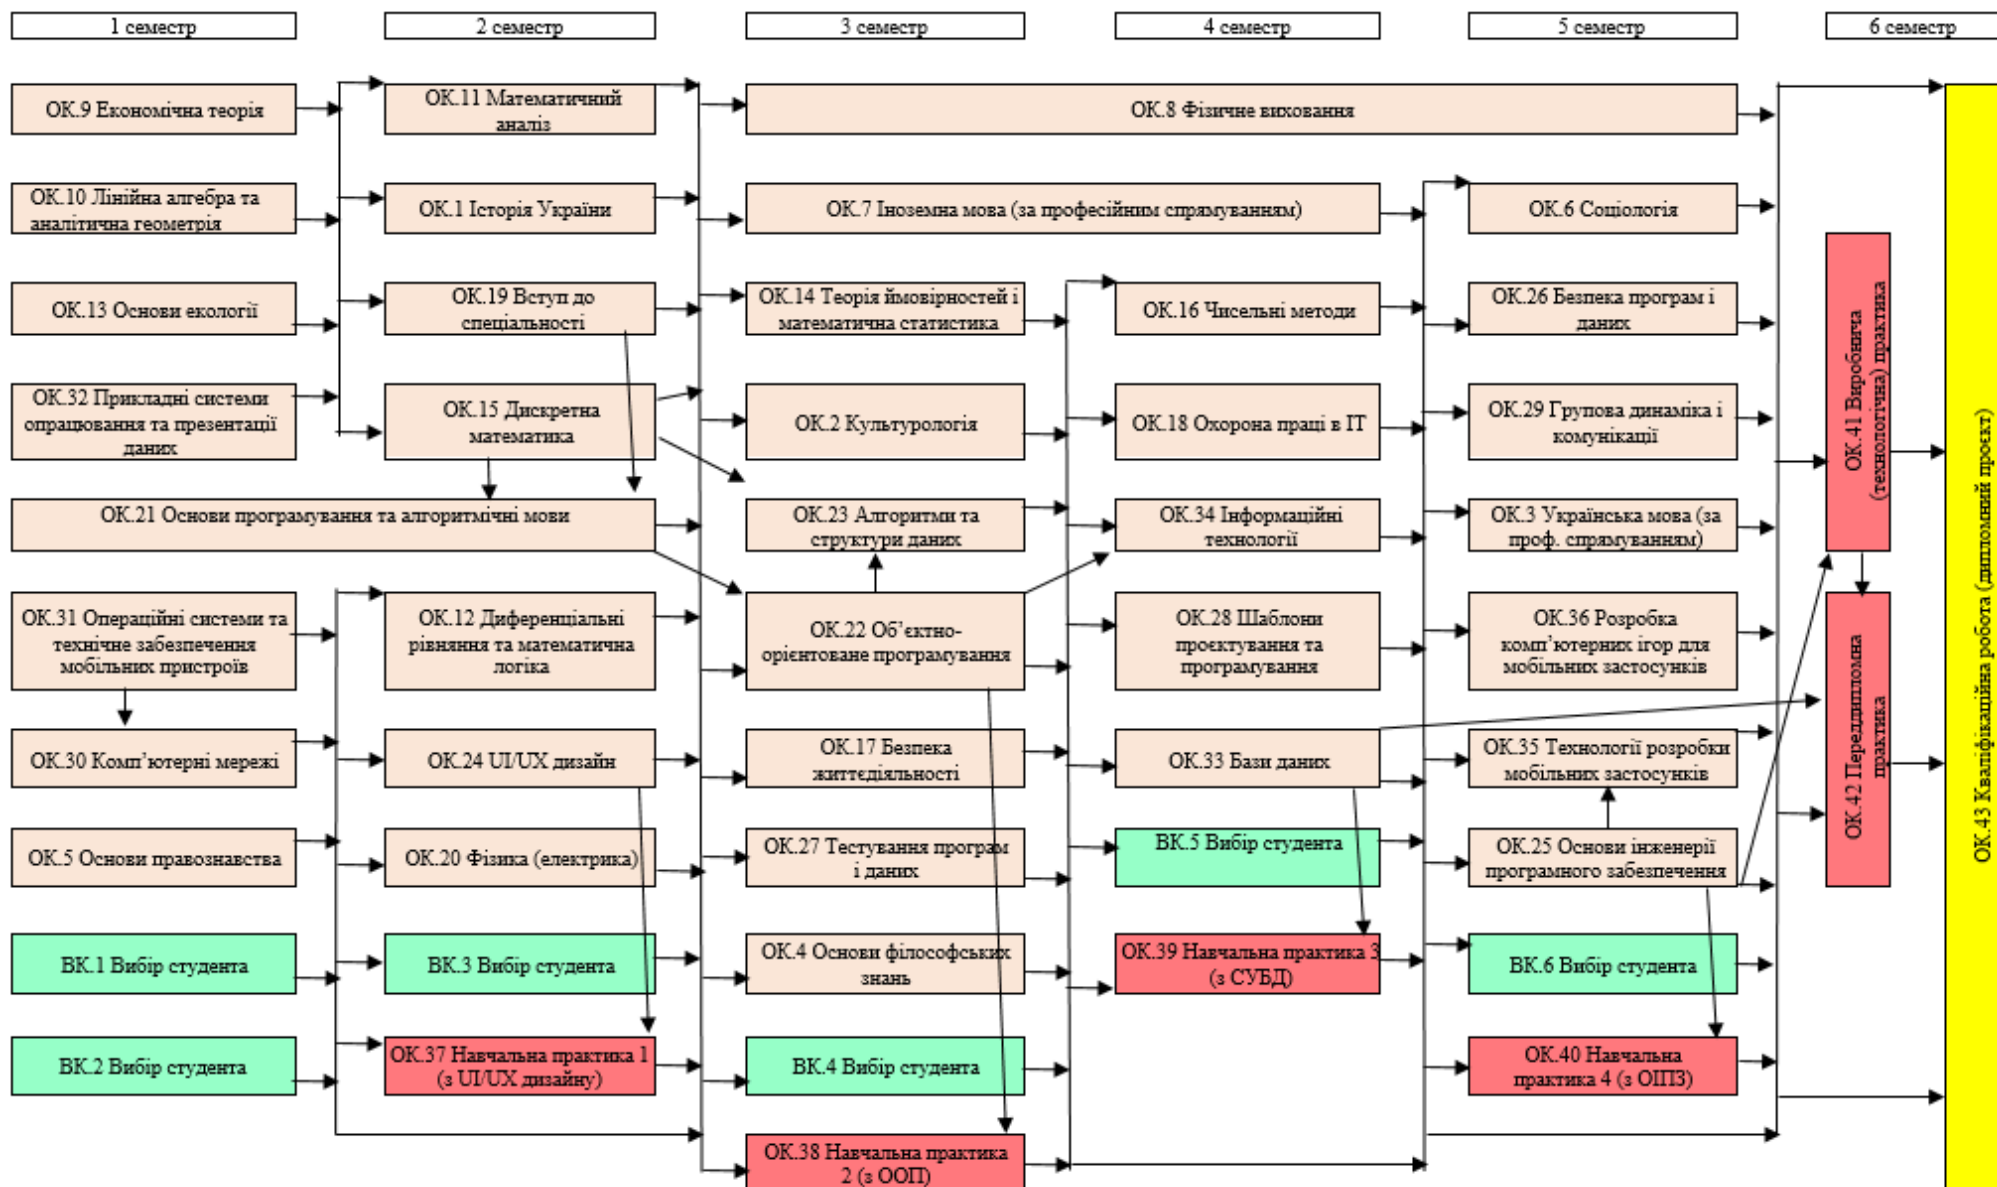 1 семестр
2 семестр
3 семестр
4 семестр
5 семестр
6 семестр
ОК.9 Економічна теорія
ОК.11 Математичний
аналіз
ОК.8 Фізичне виховання
ОК.10 Лінійна алгебра та
аналітична геометрія
ОК.1 Історія України
ОК.7 Іноземна мова (за професійним спрямуванням)
ОК.6 Соціологія
ОК.13 Основи екології
ОК.19 Вступ до
спеціальності
ОК.14 Теорія ймовірностей і
математична статистика
ОК.16 Чисельні методи
ОК.26 Безпека програм і
даних
ОК.32 Прикладні системи
опрацювання та презентації
даних
ОК.15 Дискретна
математика
ОК.2 Культурологія
ОК.18 Охорона праці в ІТ
ОК.29 Групова динаміка і
комунікації
ОК.21 Основи програмування та алгоритмічні мови
ОК.23 Алгоритми та
структури даних
ОК.34 Інформаційні
технології
ОК.3 Українська мова (за
проф. спрямуванням)
ОК.31 Операційні системи та
технічне забезпечення
мобільних пристроїв
ОК.12 Диференціальні
рівняння та математична
логіка
ОК.22 Об’єктно-
орієнтоване програмування
ОК.28 Шаблони
проєктування та
програмування
ОК.36 Розробка
комп’ютерних ігор для
мобільних застосунків
ОК.30 Комп’ютерні мережі
ОК.24 UI/UX дизайн
ОК.17 Безпека
життєдіяльності
ОК.33 Бази даних
ОК.35 Технології розробки
мобільних застосунків
ОК.5 Основи правознавства
ОК.20 Фізика (електрика)
ОК.27 Тестування програм
і даних
ВК.5 Вибір студента
ОК.25 Основи інженерії
програмного забезпечення
ВК.1 Вибір студента
ВК.3 Вибір студента
ОК.4 Основи філософських
знань
ОК.39 Навчальна практика 3
(з СУБД)
ВК.6 Вибір студента
ВК.2 Вибір студента
ОК.37 Навчальна практика 1
(з UI/UX дизайну)
ВК.4 Вибір студента
ОК.40 Навчальна
практика 4 (з ОІПЗ)
ОК.38 Навчальна практика
2 (з ООП)
ОК.41 Виробнича
(технологічна) практика
ОК.42 Переддипломна
практика
ОК.43 Кваліфікаційна робота (дипломний проєкт)